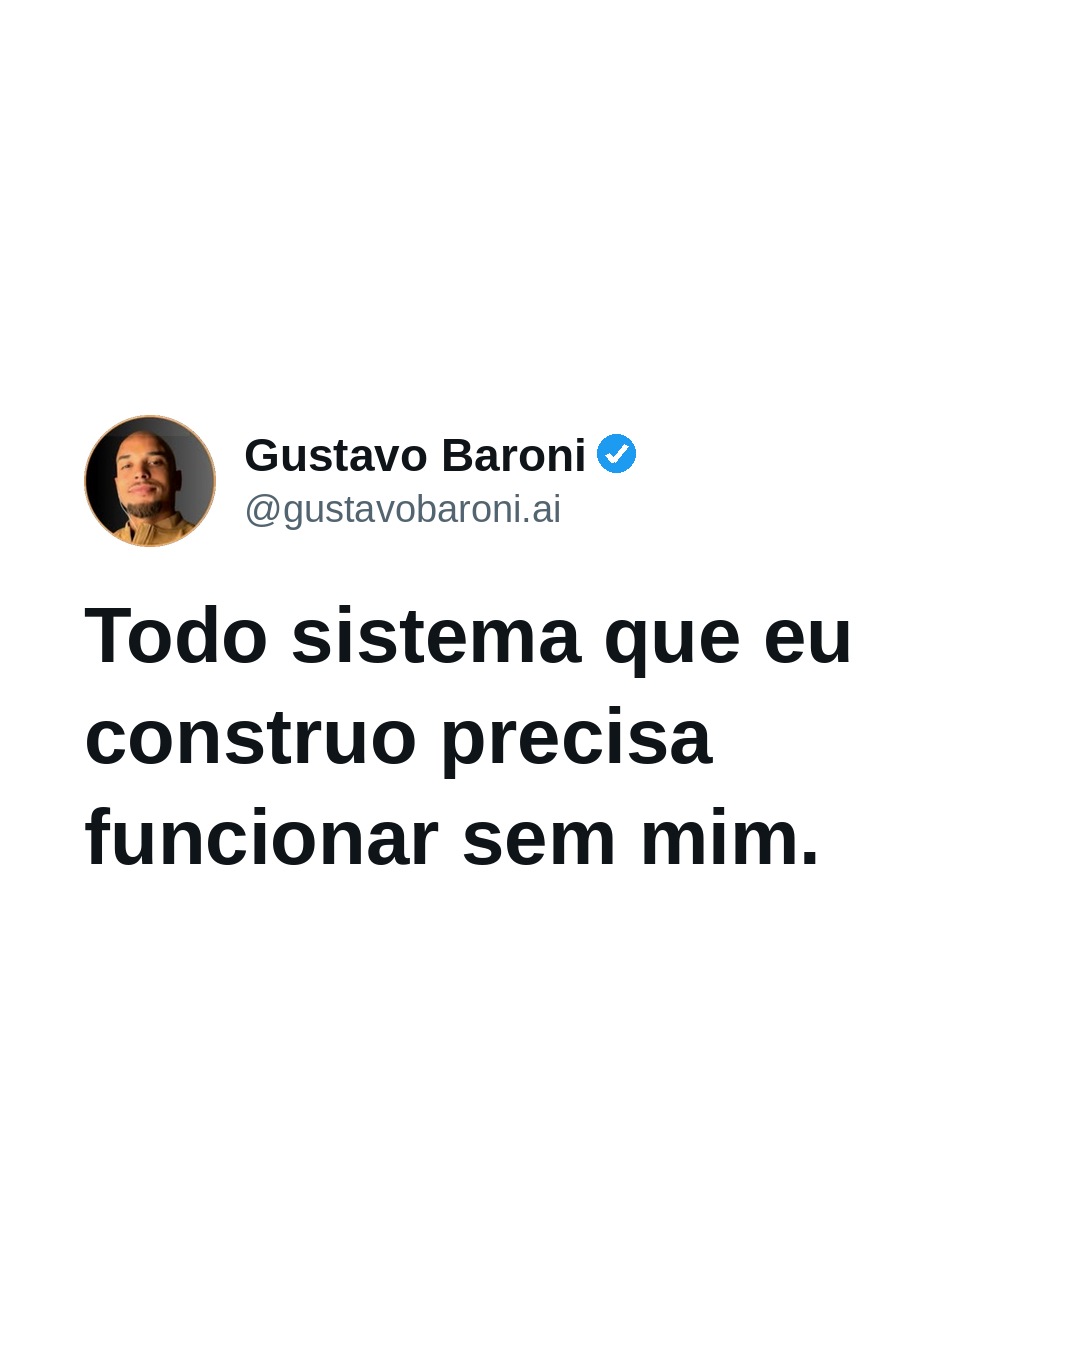 Gustavo Baroni
@gustavobaroni.ai
Todo sistema que eu
construo precisa
funcionar sem mim.